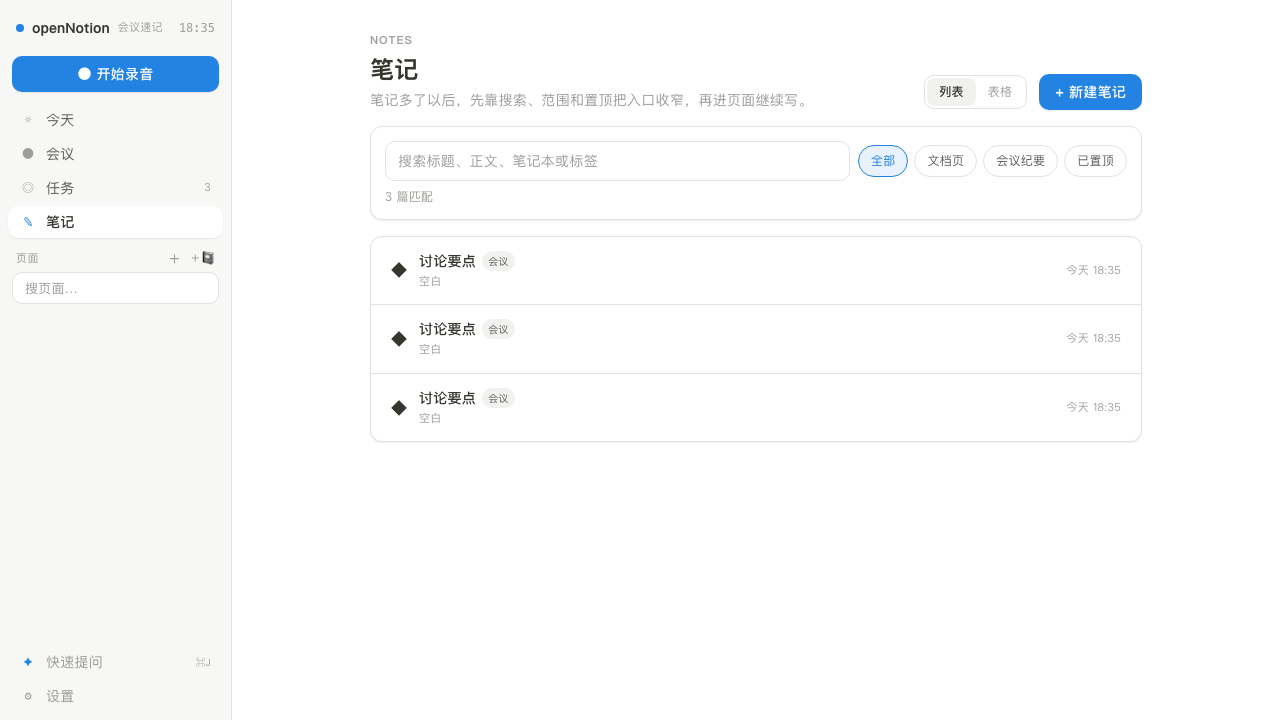 openNotion 会议速记 18:35
开始录音
今天
会议
任务 3
笔记
页面 + +
搜页面...
快速提问 ⌘J
设置
NOTES
笔记
笔记多了以后，先靠搜索、范围和置顶把入口收窄，再进页面继续写。
列表 表格 + 新建笔记
搜索标题、正文、笔记本或标签 全部 文档页 会议纪要 已置顶
3 篇匹配
讨论要点 会议
空白
今天 18:35
讨论要点 会议
空白
今天 18:35
讨论要点 会议
空白
今天 18:35